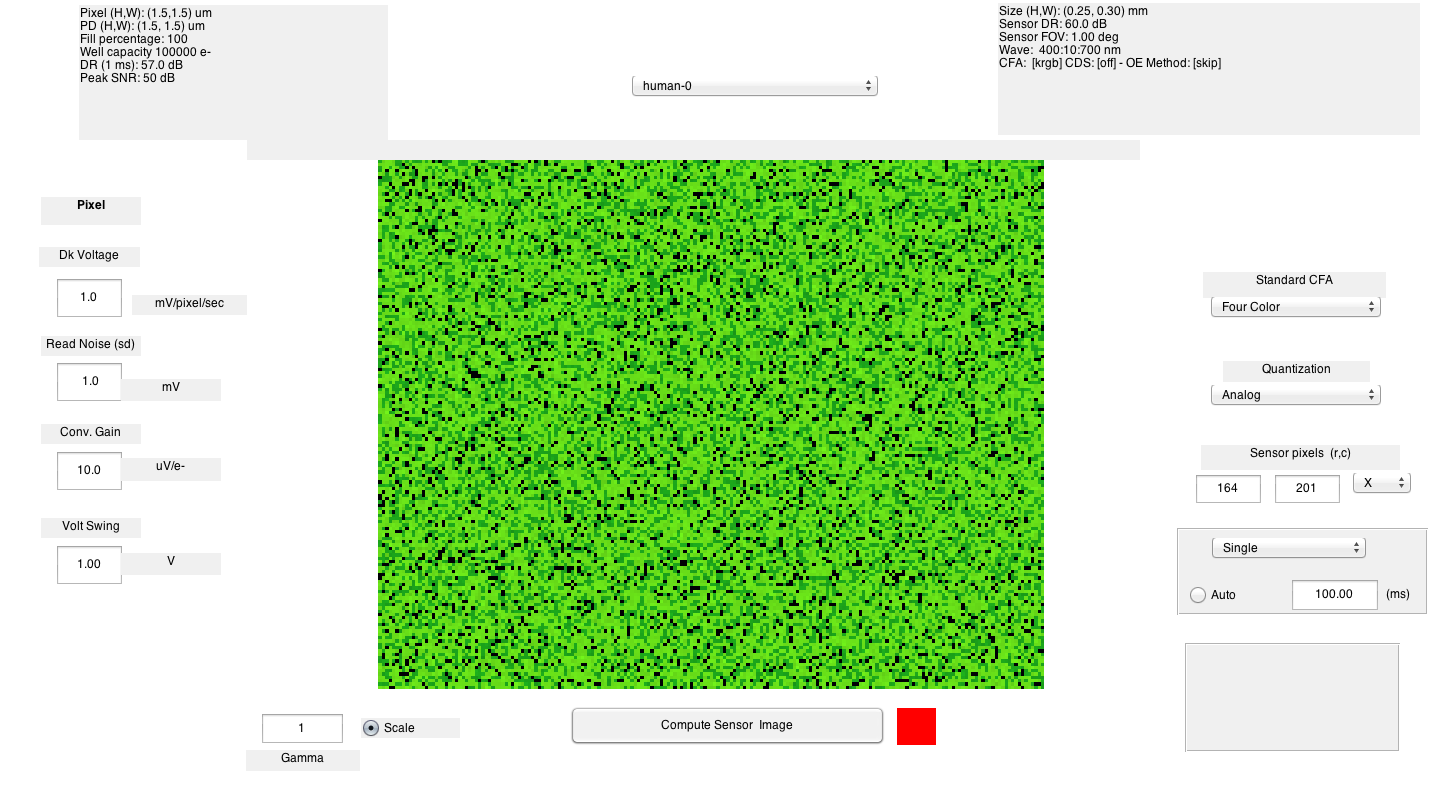 Pixel (H,W): (1.5,1.5) um
PD (H,W): (1.5, 1.5) um
Fill percentage: 100
Well capacity 100000 e-
DR (1 ms): 57.0 dB
Peak SNR: 50 dB
human-0
Size (H,W): (0.25, 0.30) mm
Sensor DR: 60.0 dB
Sensor FOV: 1.00 deg
Wave: 400:10:700 nm
CFA: [krgb] CDS: [off] - OE Method: [skip]
Pixel
Dk Voltage
1.0 mV/pixel/sec
Read Noise (sd)
1.0 mV
Conv. Gain
10.0 uV/e-
Volt Swing
1.00 V
Standard CFA
Four Color
Quantization
Analog
Sensor pixels (r,c)
164 201 X
Single
Auto 100.00 (ms)
1 Scale Compute Sensor Image
Gamma